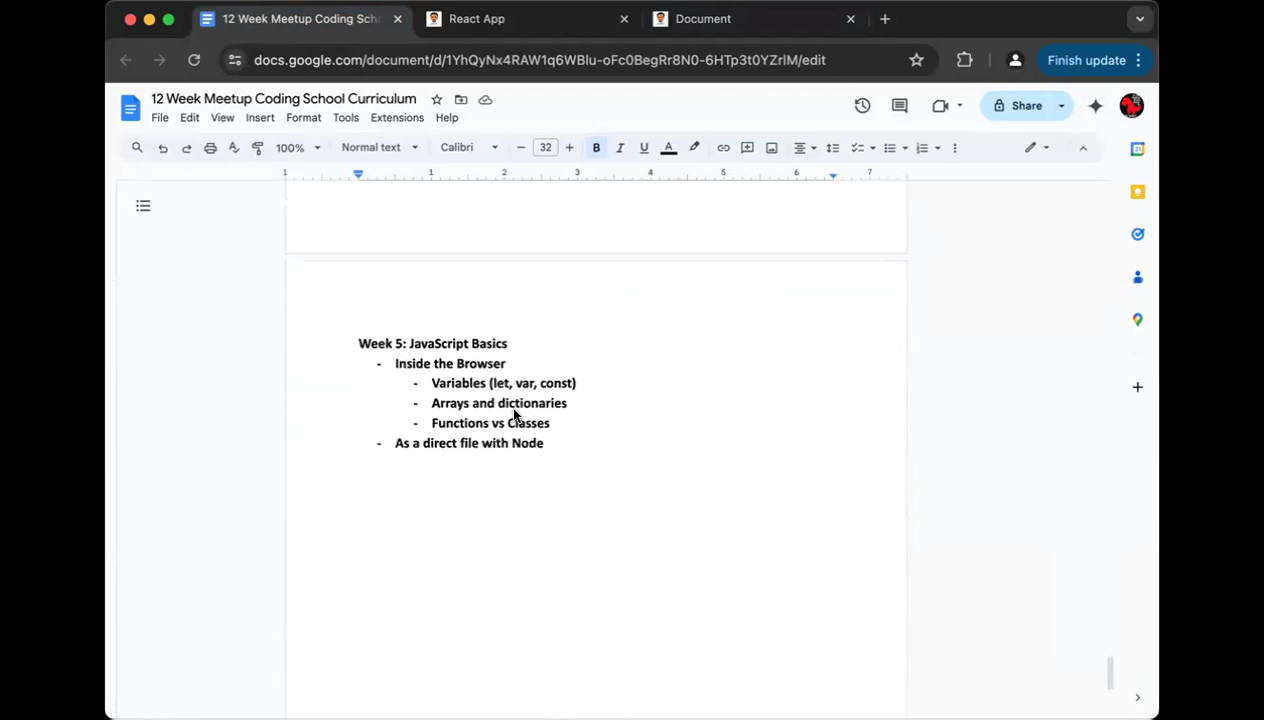 12 Week Meetup Coding Sch
React App
Document
docs.google.com/document/d/1YhQyNx4RAW1q6WBlu-oFc0BegRr8N0-6HTp3t0YZrlM/edit
Finish update
12 Week Meetup Coding School Curriculum
File Edit View Insert Format Tools Extensions Help
Share
100% Normal text Calibri 32 B I U A
1 1 2 3 4 5 6 7
Week 5: JavaScript Basics
- Inside the Browser
- Variables (let, var, const)
- Arrays and dictionaries
- Functions vs Classes
- As a direct file with Node